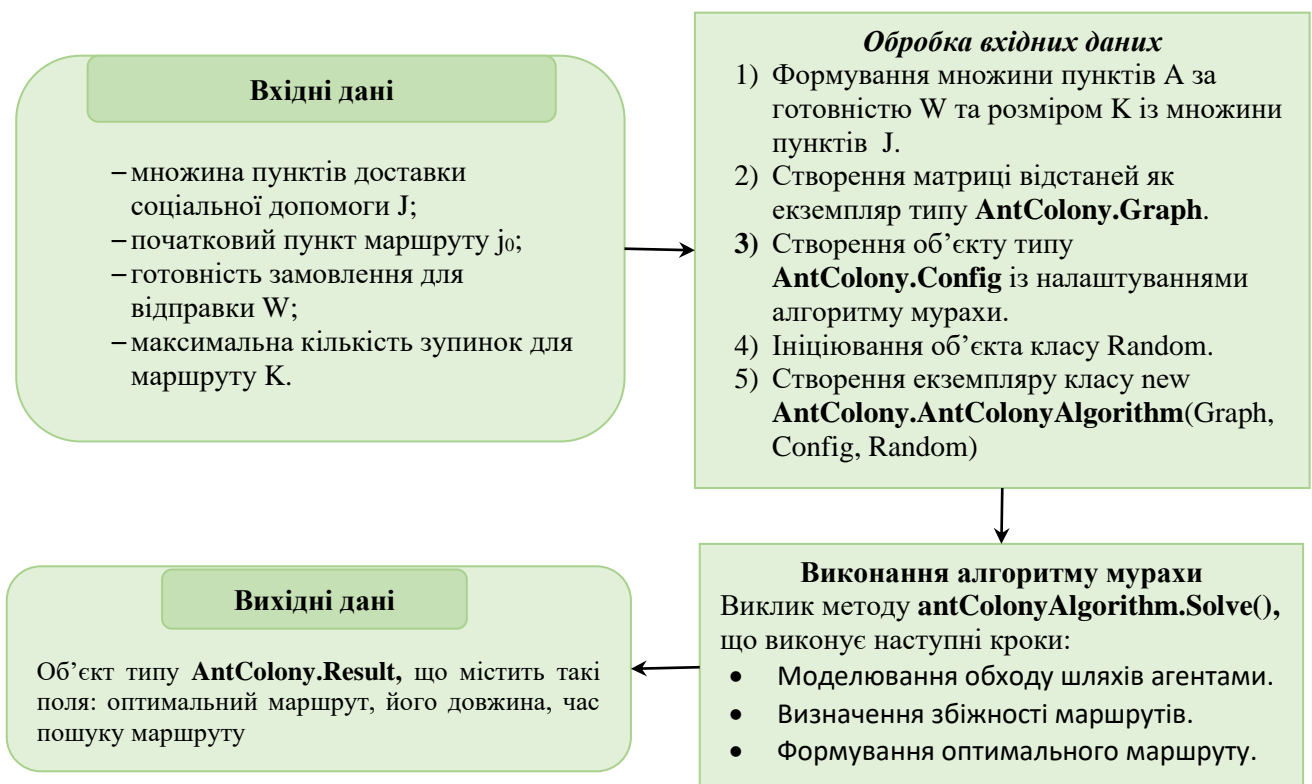 Вхідні дані
– множина пунктів доставки
соціальної допомоги J;
– початковий пункт маршруту j₀;
– готовність замовлення для
відправки W;
– максимальна кількість зупинок для
маршруту K.
Обробка вхідних даних
1) Формування множини пунктів A за
готовністю W та розміром K із множини
пунктів J.
2) Створення матриці відстаней як
екземпляр типу AntColony.Graph.
3) Створення об’єкту типу
AntColony.Config із налаштуваннями
алгоритму мурахи.
4) Ініціювання об’єкта класу Random.
5) Створення екземпляру класу new
AntColony.AntColonyAlgorithm(Graph,
Config, Random)
Виконання алгоритму мурахи
Виклик методу antColonyAlgorithm.Solve(),
що виконує наступні кроки:
• Моделювання обходу шляхів агентами.
• Визначення збіжності маршрутів.
• Формування оптимального маршруту.
Вихідні дані
Об’єкт типу AntColony.Result, що містить такі
поля: оптимальний маршрут, його довжина, час
пошуку маршруту